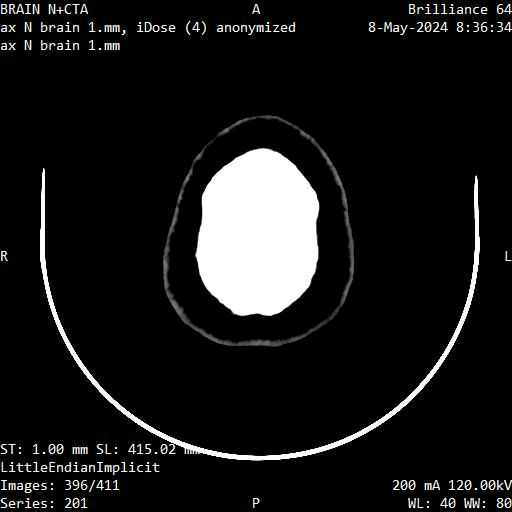 BRAIN N+CTA
A
Brilliance 64
ax N brain 1.mm, iDose (4) anonymized
8-May-2024 8:36:34
ax N brain 1.mm
R
L
ST: 1.00 mm SL: 415.02 mm
LittleEndianImplicit
Images: 396/411
200 mA 120.00kV
Series: 201
P
WL: 40 WW: 80